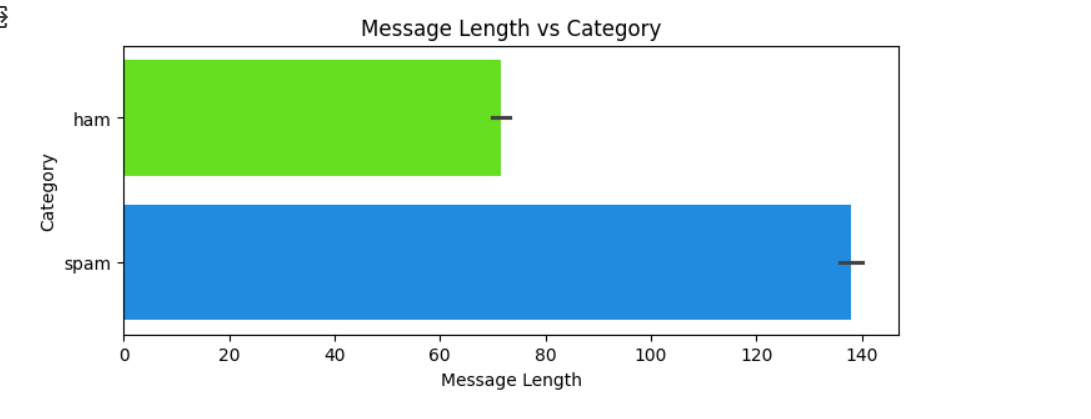 Message Length vs Category
ham
spam
Category
0 20 40 60 80 100 120 140
Message Length